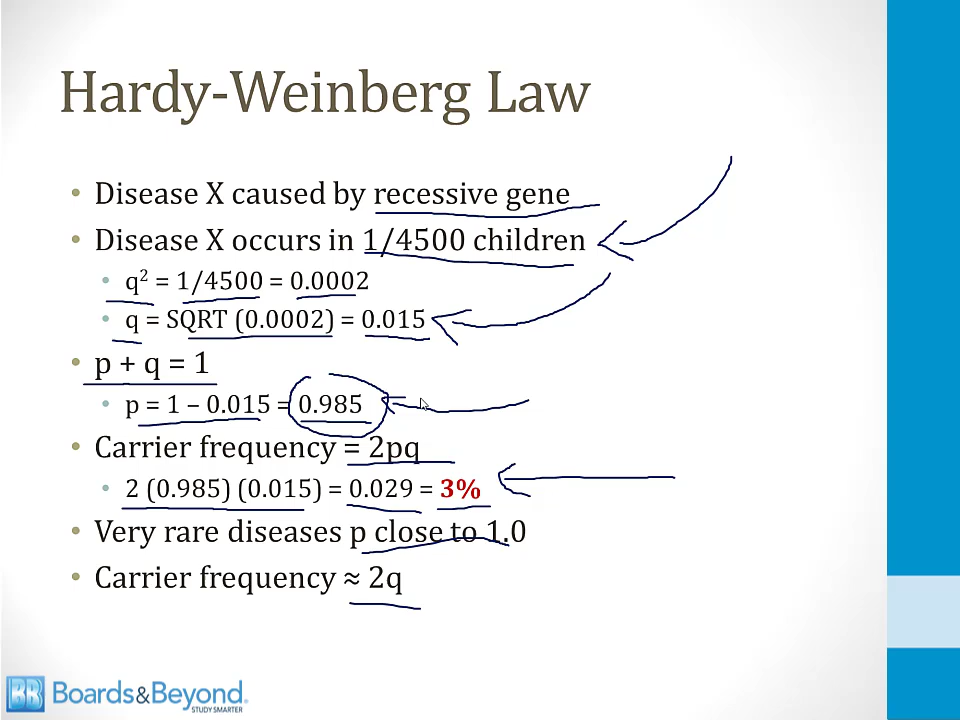 Hardy-Weinberg Law
• Disease X caused by recessive gene
• Disease X occurs in 1/4500 children
• q² = 1/4500 = 0.0002
• q = SQRT (0.0002) = 0.015
• p + q = 1
• p = 1 – 0.015 = 0.985
• Carrier frequency = 2pq
• 2 (0.985) (0.015) = 0.029 = 3%
• Very rare diseases p close to 1.0
• Carrier frequency ≈ 2q
BB Boards&Beyond.
STUDY SMARTER